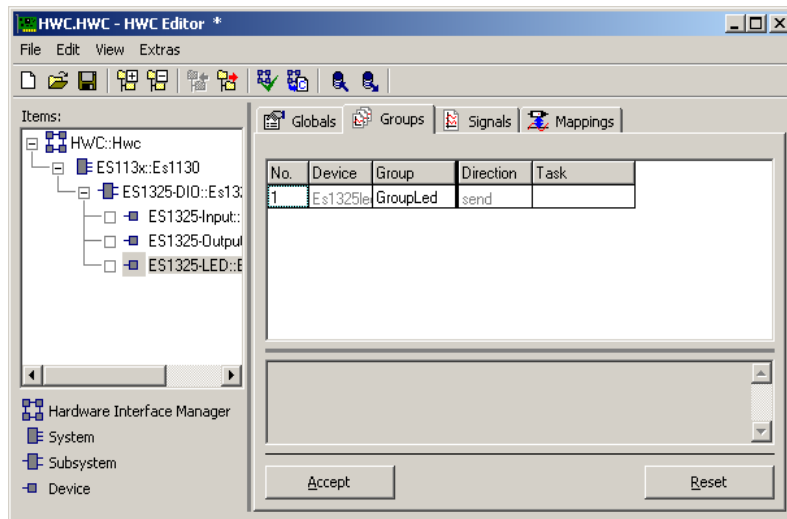 HWC.HWC - HWC Editor *
File Edit View Extras
Items:
HWC::Hwc
ES113x::Es1130
ES1325-DIO::Es13
ES1325-Input::
ES1325-Outpu
ES1325-LED::E
Hardware Interface Manager
System
Subsystem
Device
Globals Groups Signals Mappings
No. Device Group Direction Task
1 Es1325le GroupLed send
Accept Reset